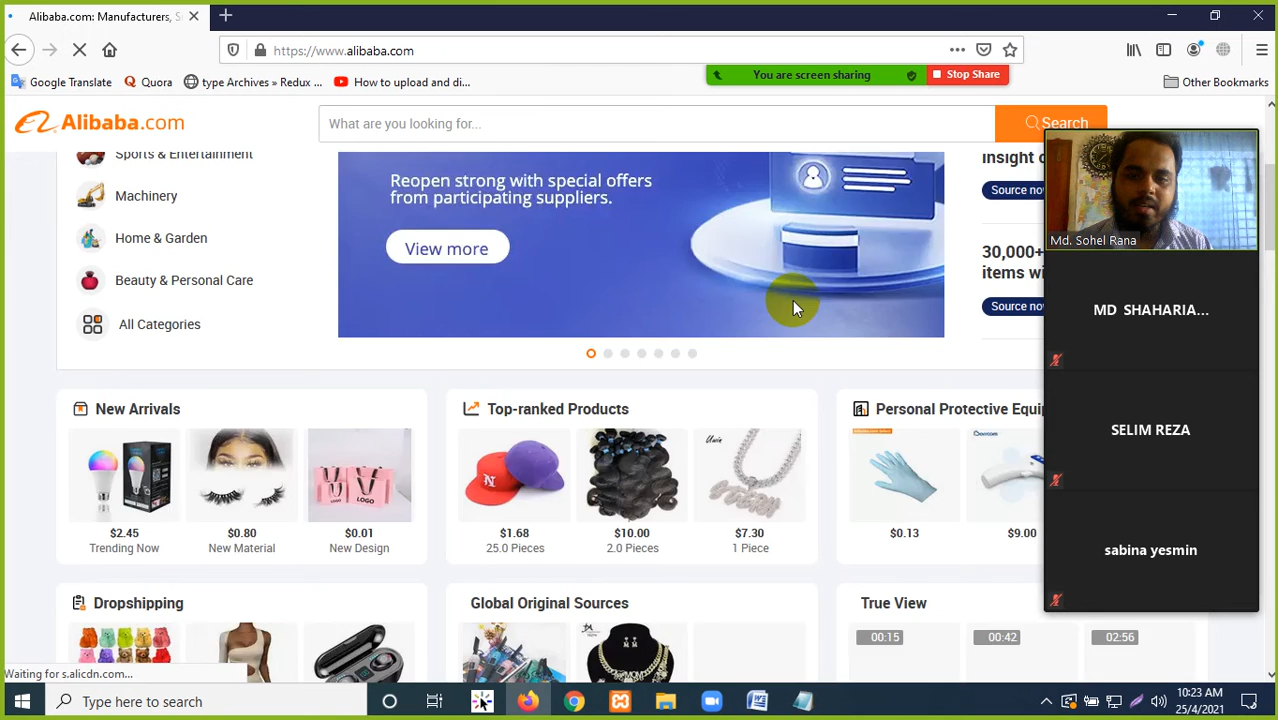 Alibaba.com: Manufacturers, S
https://www.alibaba.com
Google Translate
Quora
type Archives » Redux ...
How to upload and di...
You are screen sharing
Stop Share
Other Bookmarks
Alibaba.com
What are you looking for...
Search
Sports & Entertainment
Machinery
Home & Garden
Beauty & Personal Care
All Categories
Reopen strong with special offers
from participating suppliers.
View more
insight
Source now
30,000+
items wi
Source now
Md. Sohel Rana
MD SHAHARIA...
SELIM REZA
sabina yesmin
New Arrivals
LOGO
LOGO
$2.45
$0.80
$0.01
Trending Now
New Material
New Design
Top-ranked Products
N
$1.68
$10.00
$7.30
25.0 Pieces
2.0 Pieces
1 Piece
Personal Protective Equi
$0.13
$9.00
Dropshipping
Global Original Sources
True View
00:15
00:42
02:56
Waiting for s.alicdn.com...
Type here to search
10:23 AM
25/4/2021